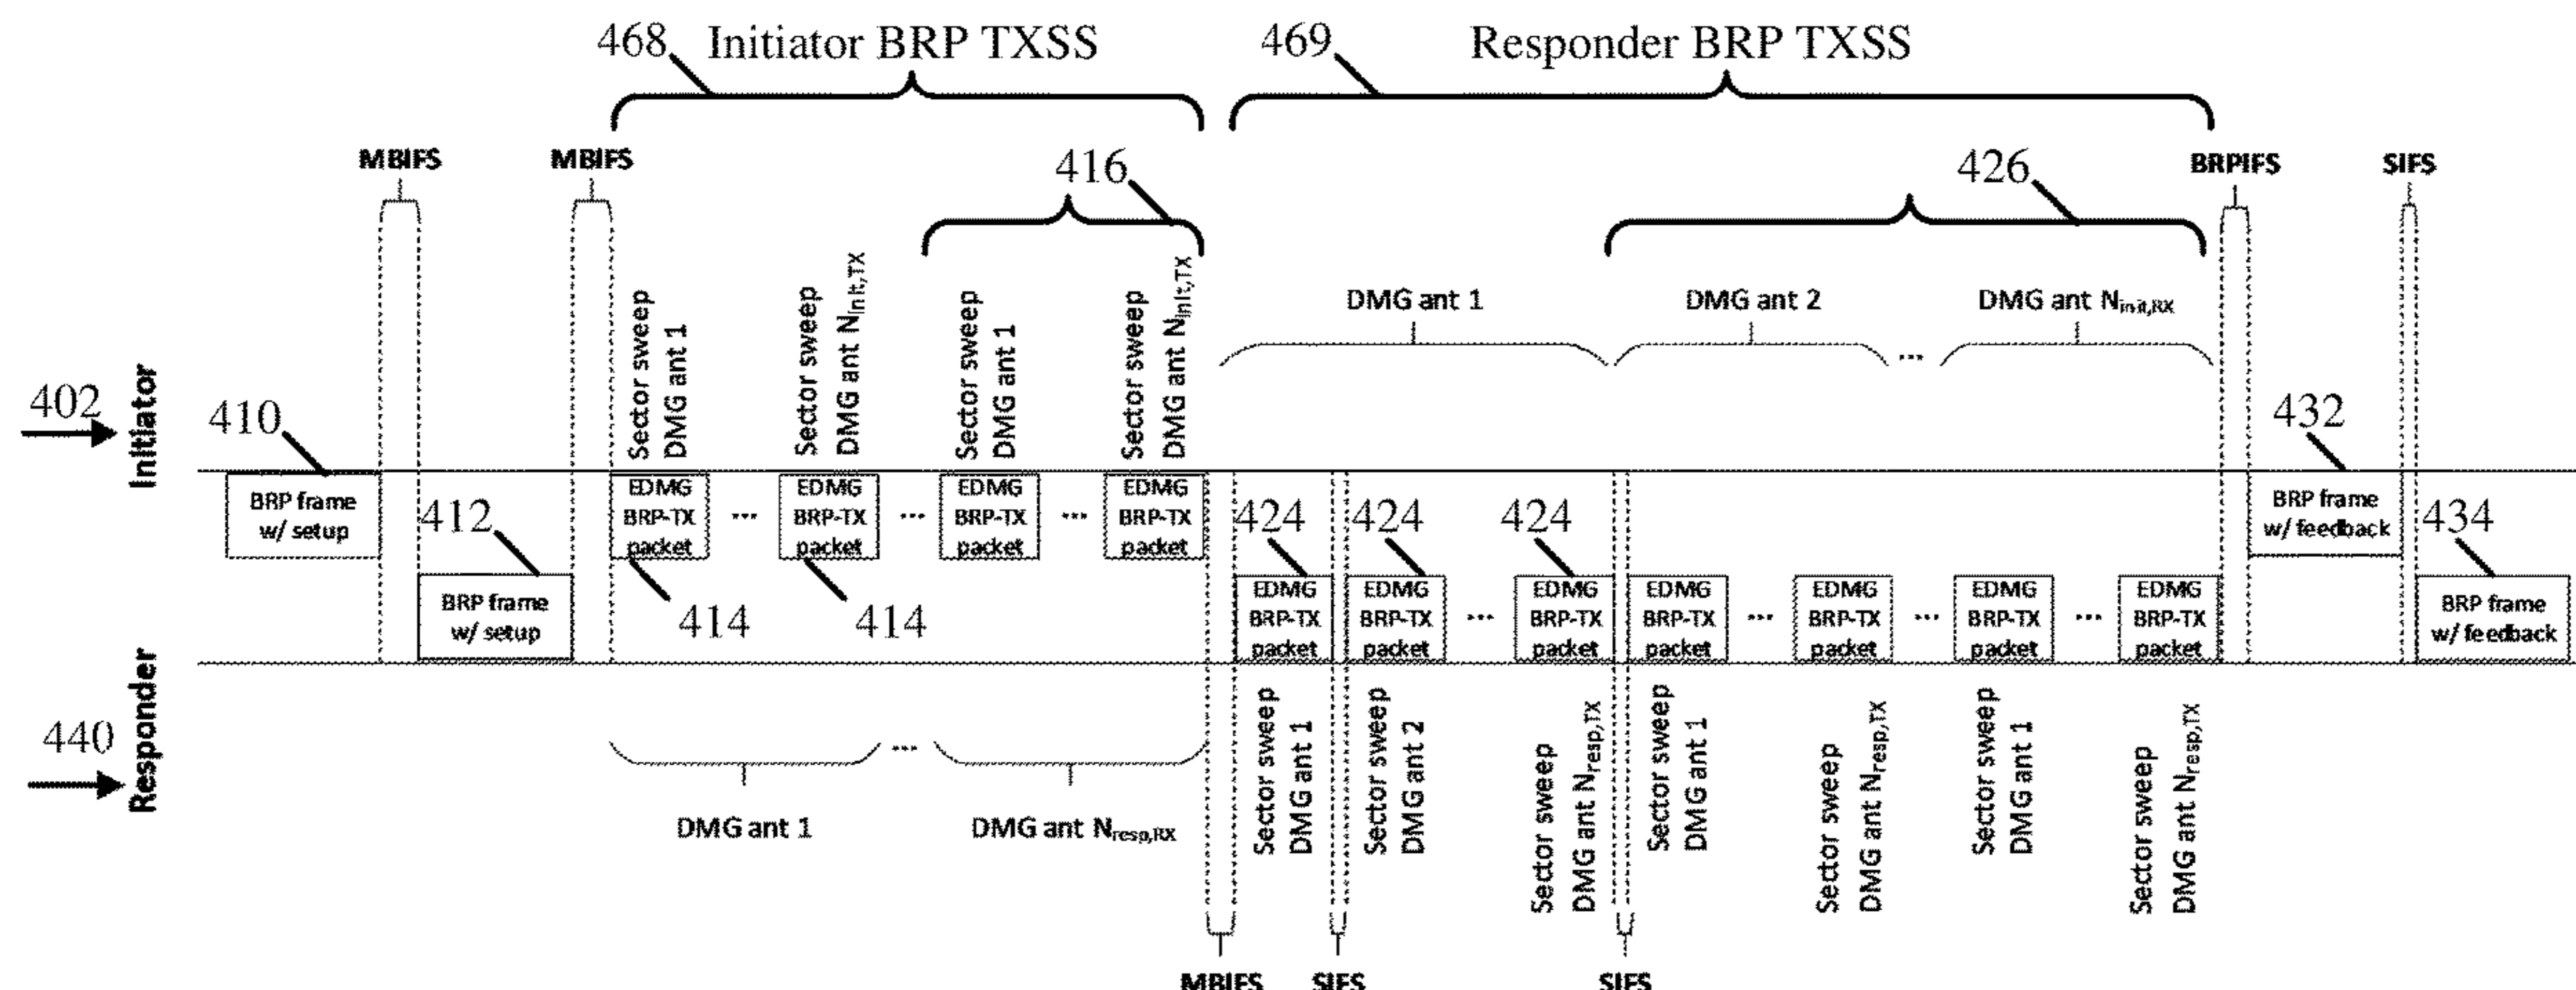 468 Initiator BRP TXSS 469 Responder BRP TXSS
MBIFS MBIFS 416 426 BRPIFS SIFS
Sector sweep
DMG ant 1
Sector sweep
DMG ant Ninit,TX
Sector sweep
DMG ant 1
Sector sweep
DMG ant Ninit,TX
DMG ant 1 DMG ant 2 ... DMG ant Ninit,RX
402 Initiator
410
432
BRP frame
w/ setup
412
BRP frame
w/ setup
EDMG
BRP-TX
packet
...
EDMG
BRP-TX
packet
...
EDMG
BRP-TX
packet
...
EDMG
BRP-TX
packet
414 414
424 424 424
EDMG
BRP-TX
packet
EDMG
BRP-TX
packet
...
EDMG
BRP-TX
packet
EDMG
BRP-TX
packet
...
EDMG
BRP-TX
packet
...
EDMG
BRP-TX
packet
...
EDMG
BRP-TX
packet
BRP frame
w/ feedback
434
BRP frame
w/ feedback
440 Responder
DMG ant 1 ... DMG ant Nresp,RX
Sector sweep
DMG ant 1
Sector sweep
DMG ant 2
Sector sweep
DMG ant Nresp,TX
Sector sweep
DMG ant 1
Sector sweep
DMG ant Nresp,TX
Sector sweep
DMG ant 1
Sector sweep
DMG ant Nresp,TX
MBIFS SIFS SIFS